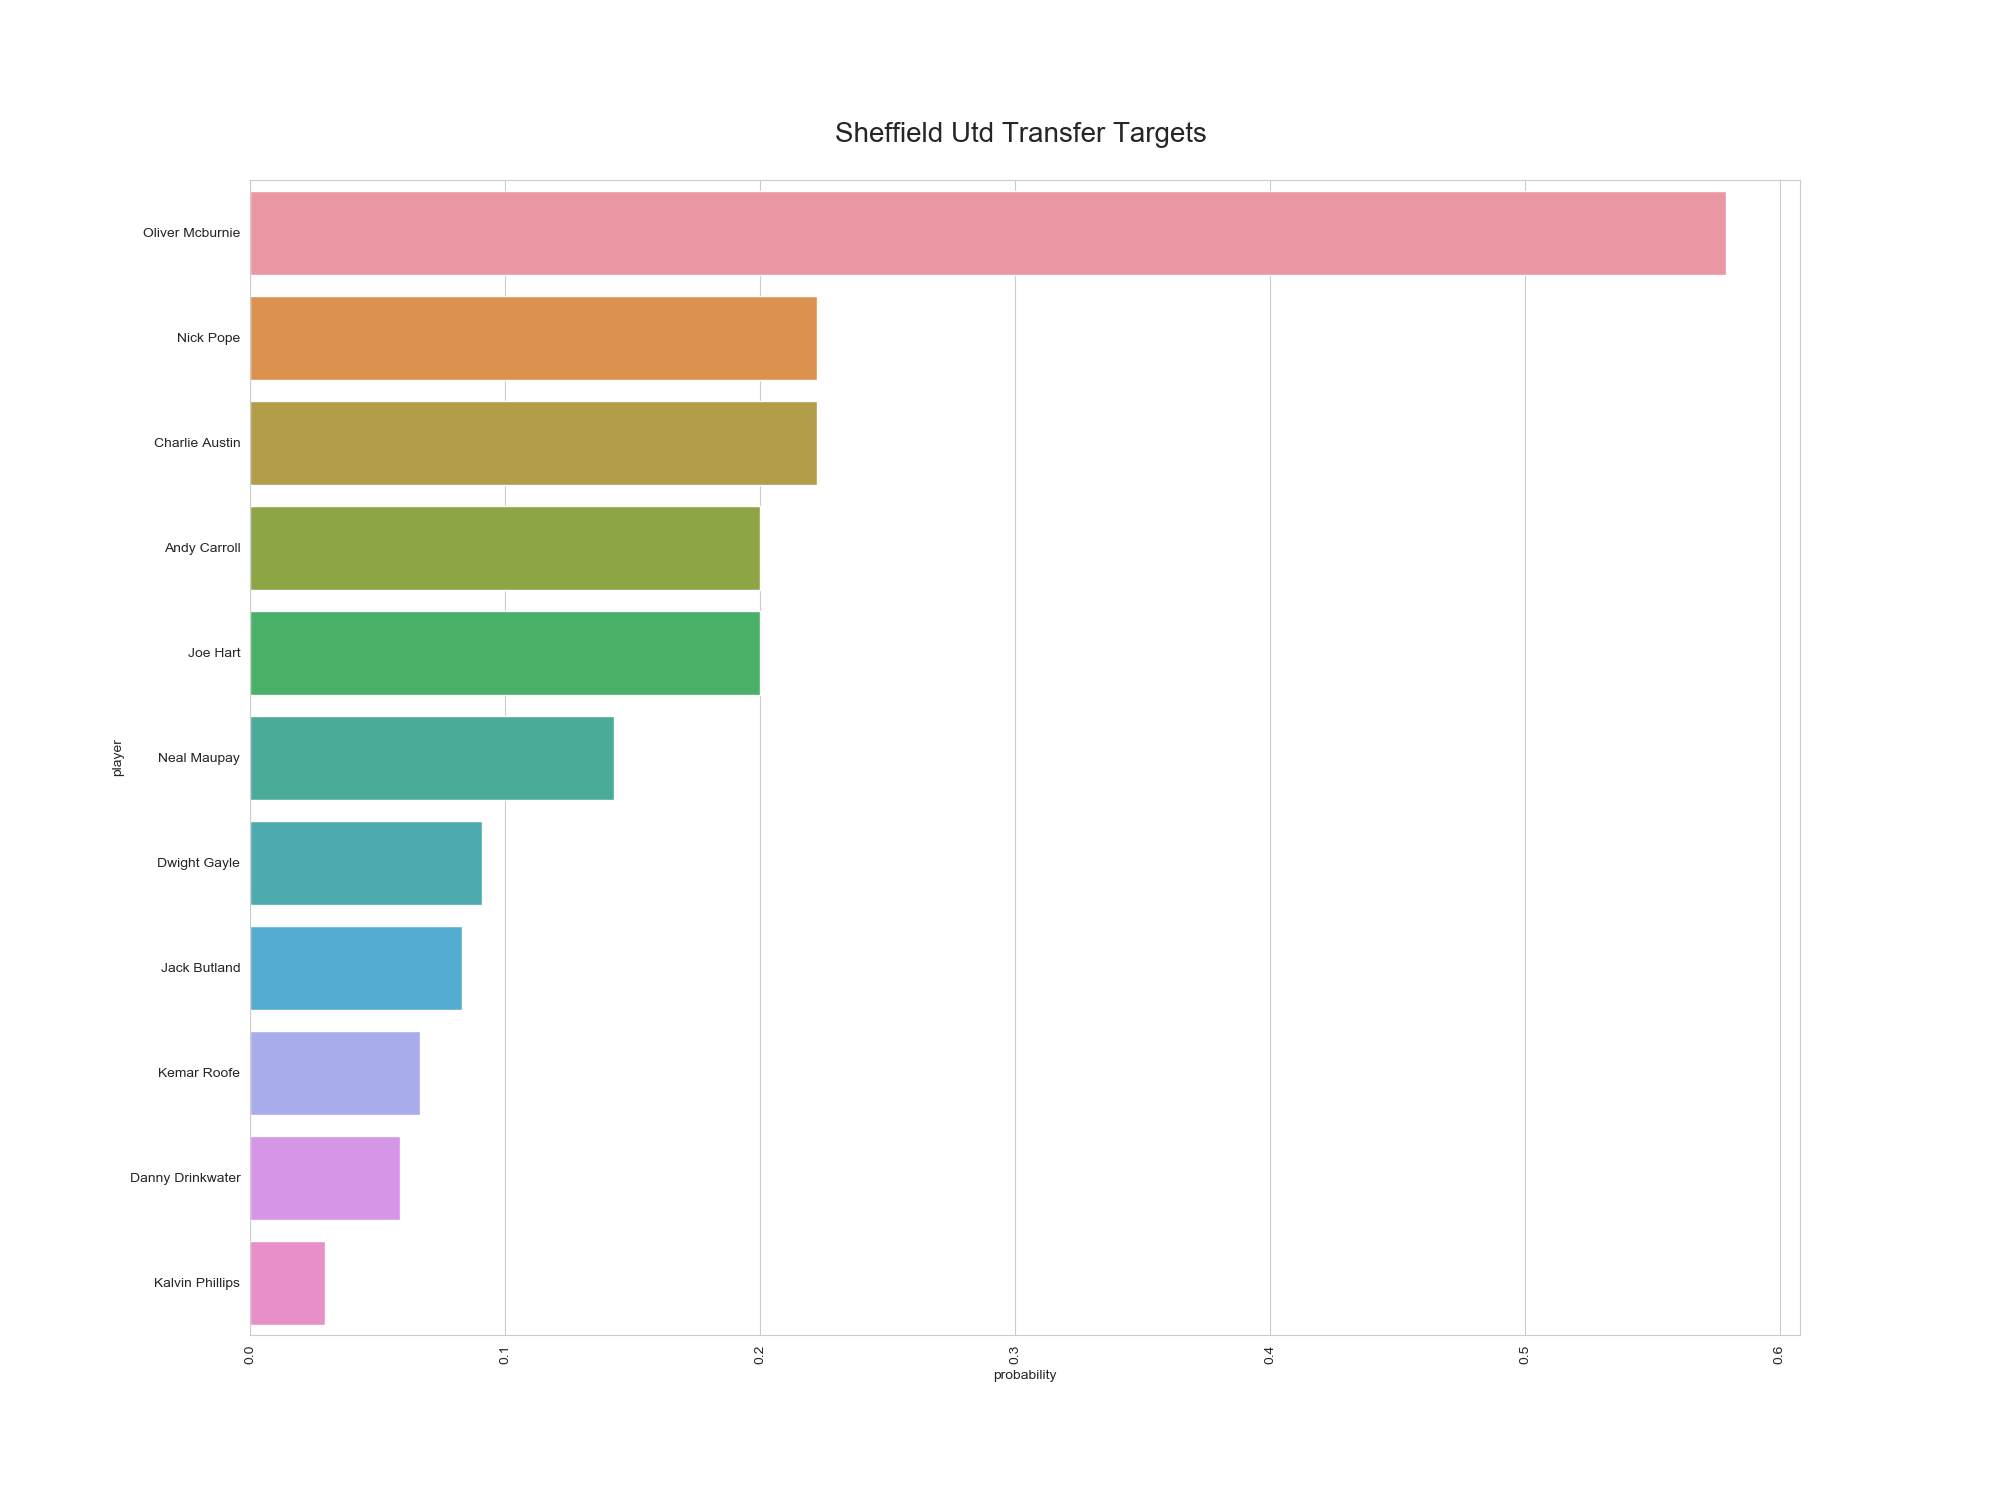 Sheffield Utd Transfer Targets
Oliver Mcburnie
Nick Pope
Charlie Austin
Andy Carroll
Joe Hart
Neal Maupay
Dwight Gayle
Jack Butland
Kemar Roofe
Danny Drinkwater
Kalvin Phillips
player
0.0 0.1 0.2 0.3 0.4 0.5 0.6
probability